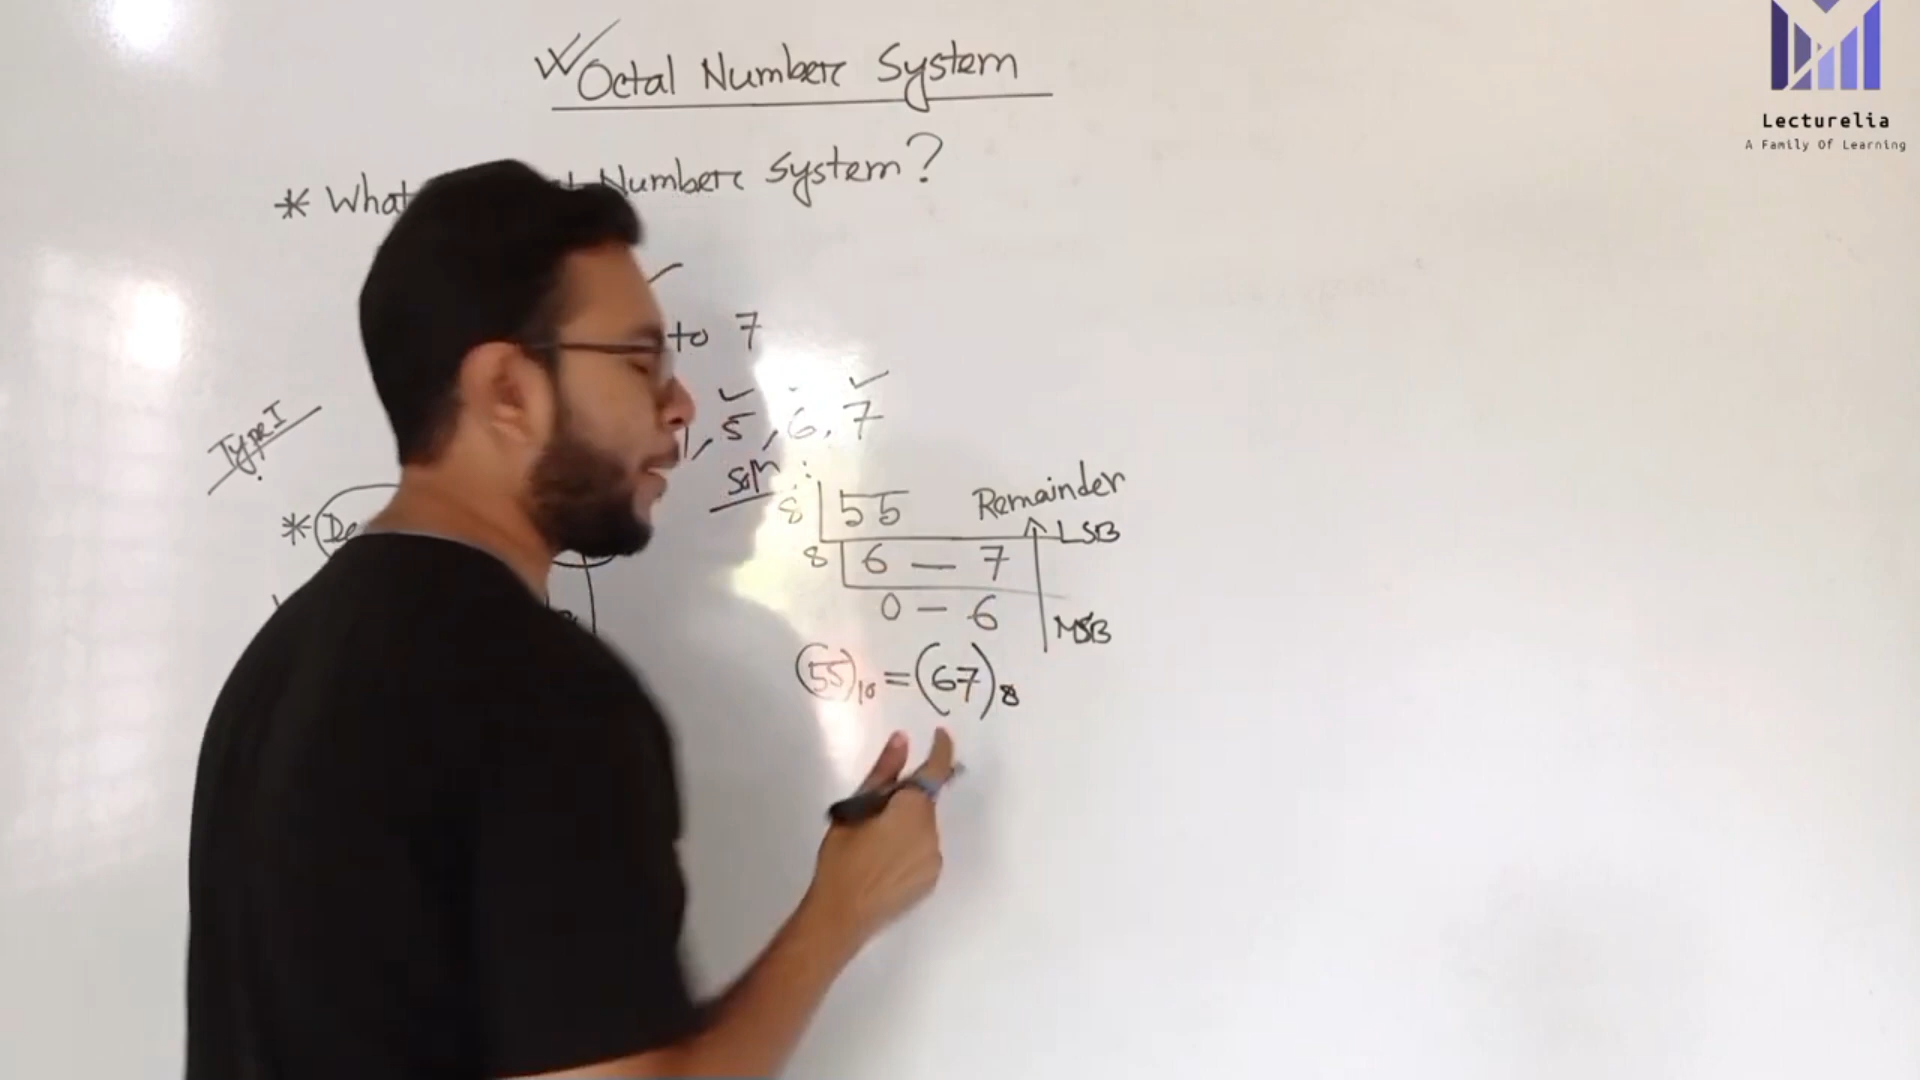 Octal Number System
* What Number System?
to 7
Type I
, 5, 6, 7
Soln:
8 55 Remainder
LSB
8 6 — 7
0 – 6
MSB
(55)10 = (67)8
Lecturelia
A Family Of Learning